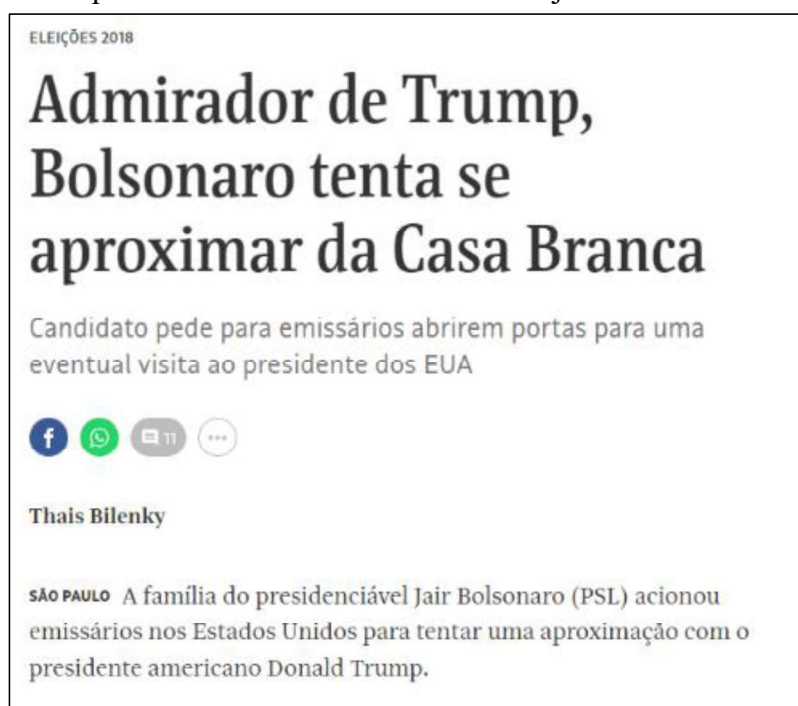 ELEIÇÕES 2018
Admirador de Trump,
Bolsonaro tenta se
aproximar da Casa Branca
Candidato pede para emissários abrirem portas para uma
eventual visita ao presidente dos EUA
11
Thais Bilenky
SÃO PAULO A família do presidenciável Jair Bolsonaro (PSL) acionou
emissários nos Estados Unidos para tentar uma aproximação com o
presidente americano Donald Trump.